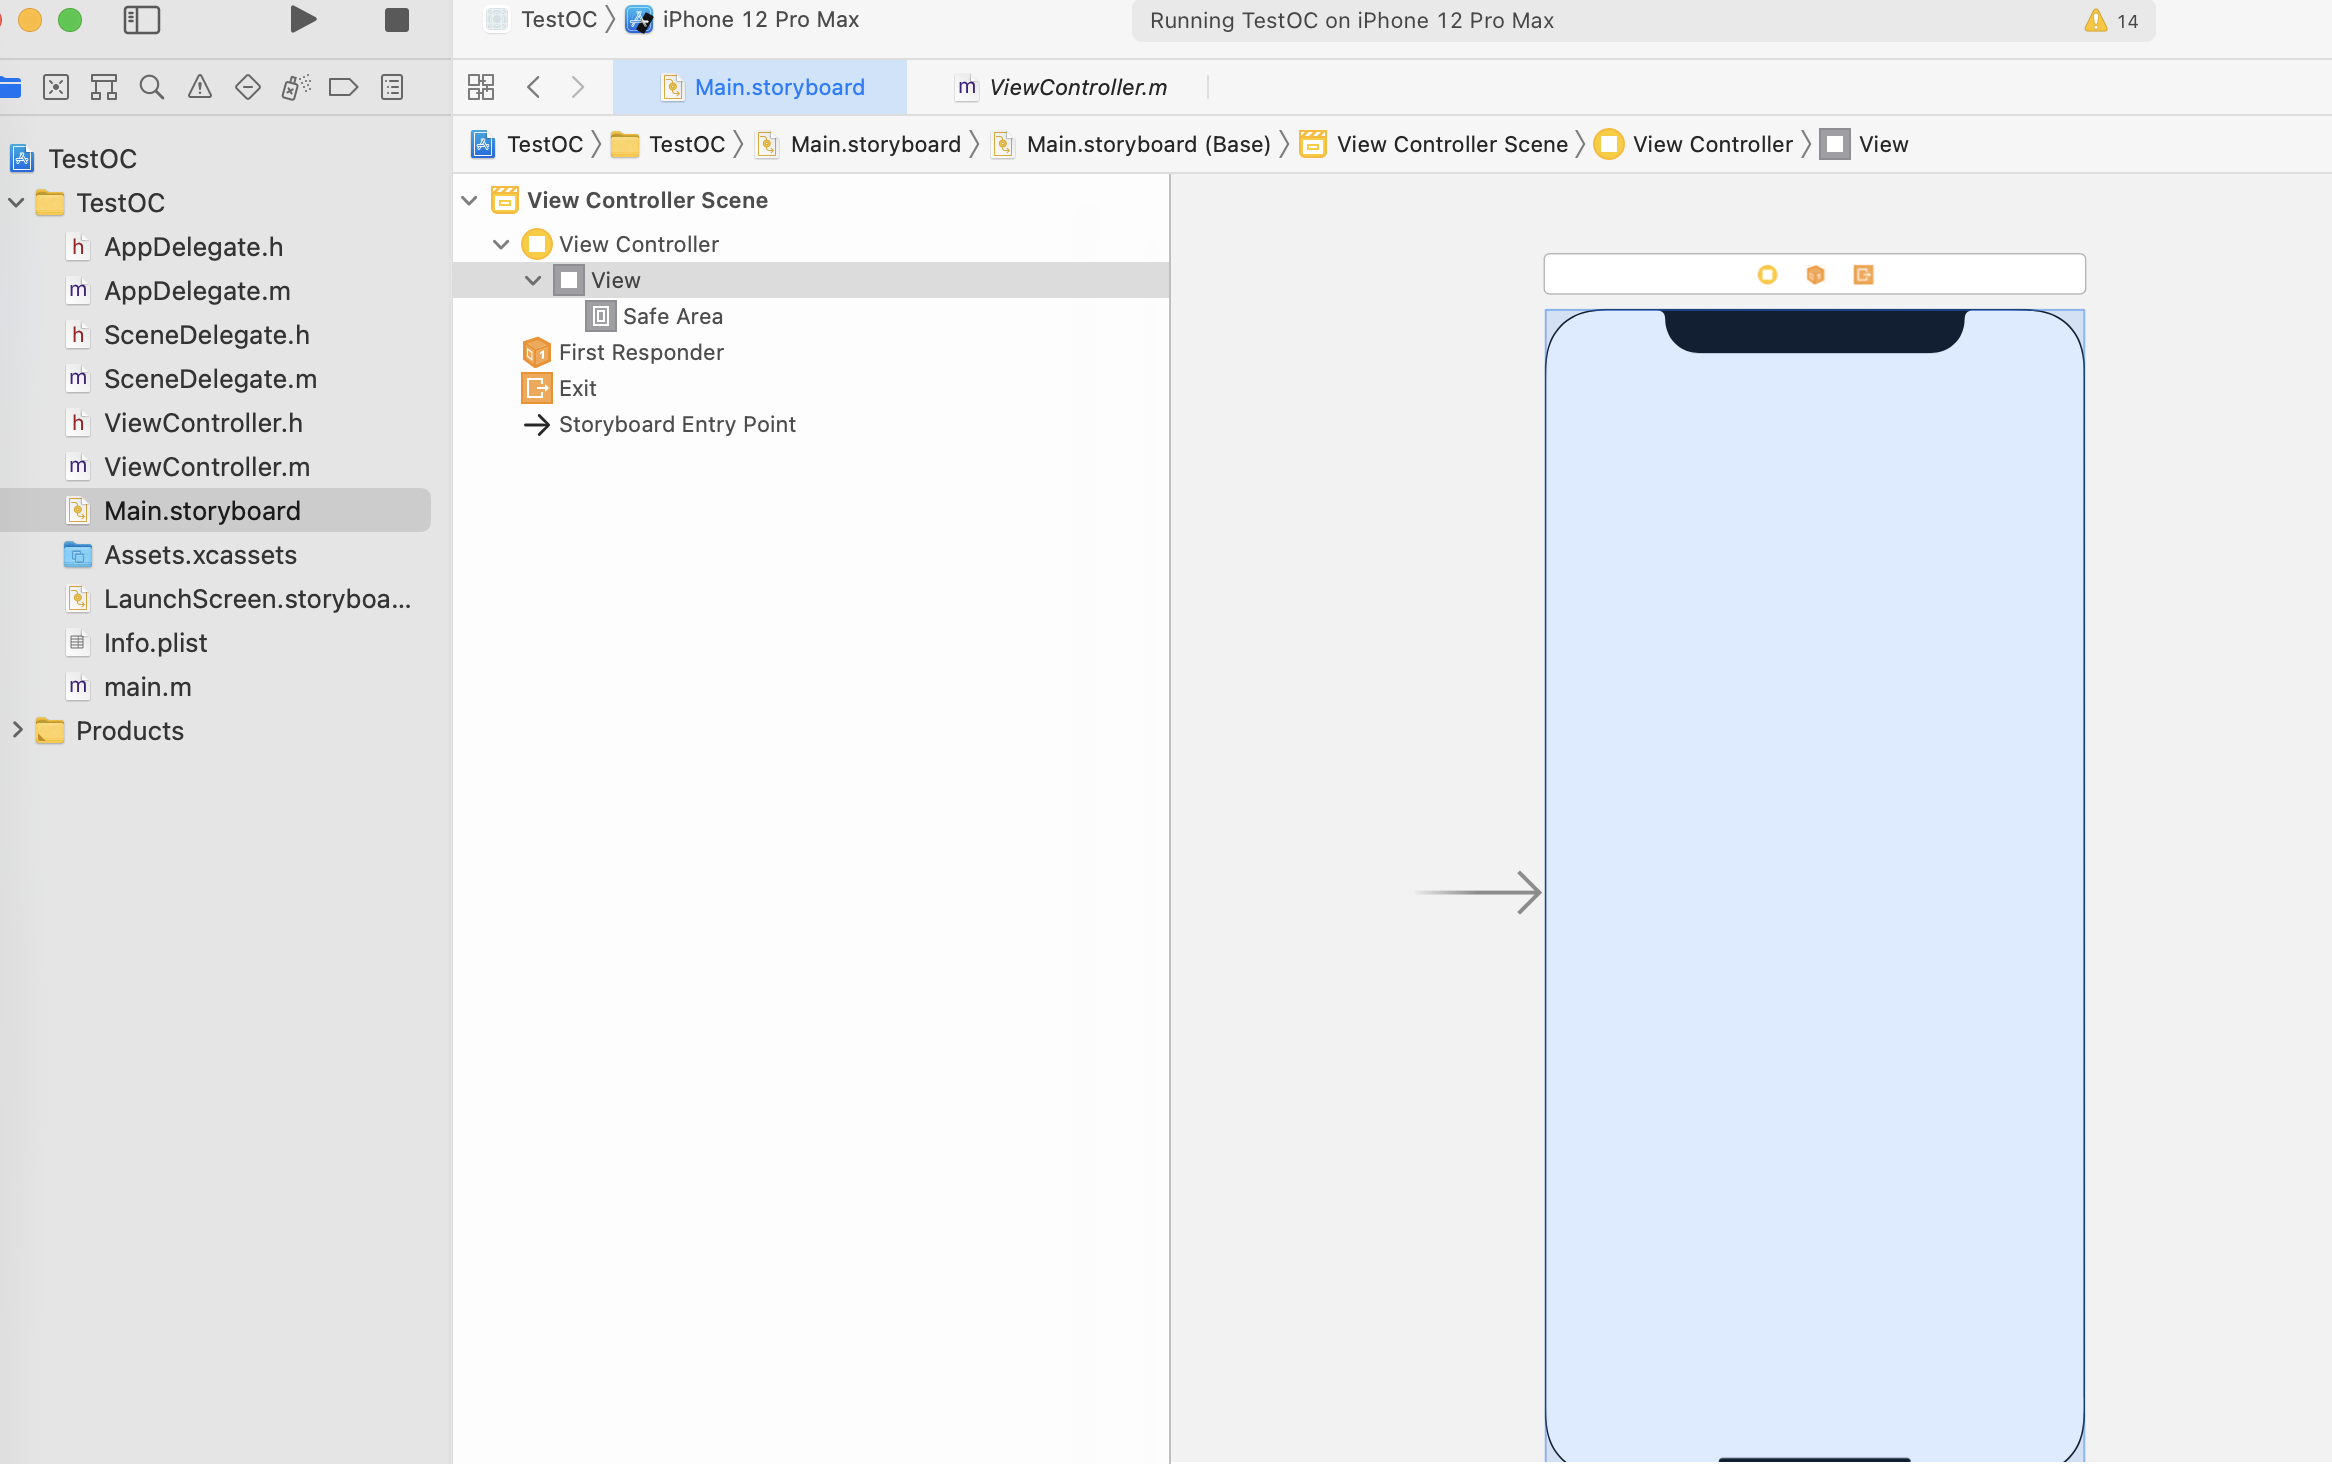 TestOC iPhone 12 Pro Max
Running TestOC on iPhone 12 Pro Max 14
Main.storyboard m ViewController.m
TestOC TestOC Main.storyboard Main.storyboard (Base) View Controller Scene View Controller View
TestOC
TestOC
h AppDelegate.h
m AppDelegate.m
h SceneDelegate.h
m SceneDelegate.m
h ViewController.h
m ViewController.m
Main.storyboard
Assets.xcassets
LaunchScreen.storyboa...
Info.plist
m main.m
Products
View Controller Scene
View Controller
View
Safe Area
First Responder
Exit
Storyboard Entry Point